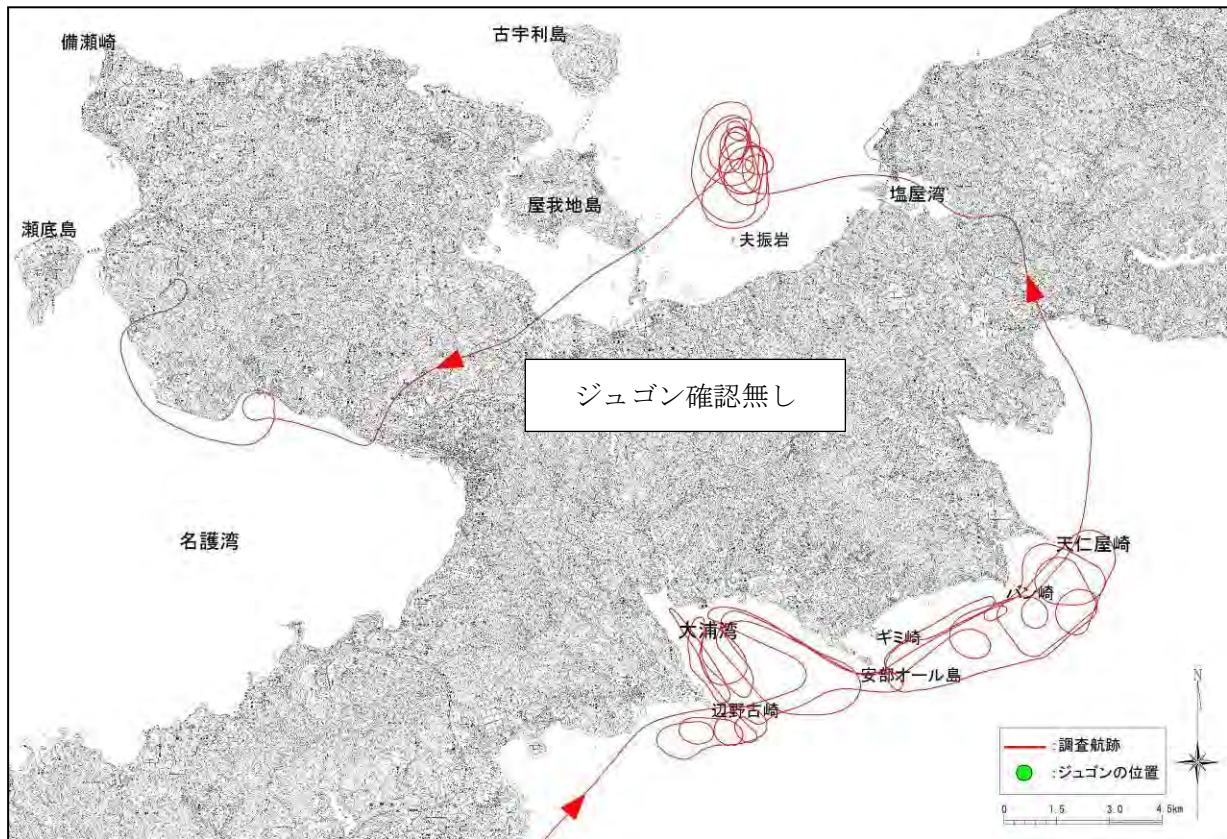 備瀬崎
古宇利島
瀬底島
屋我地島
塩屋湾
夫振岩
ジュゴン確認無し
名護湾
天仁屋崎
バン崎
ギミ崎
大浦湾
安部オール島
辺野古崎
N
:調査航跡
:ジュゴンの位置
0 1.5 3.0 4.5km